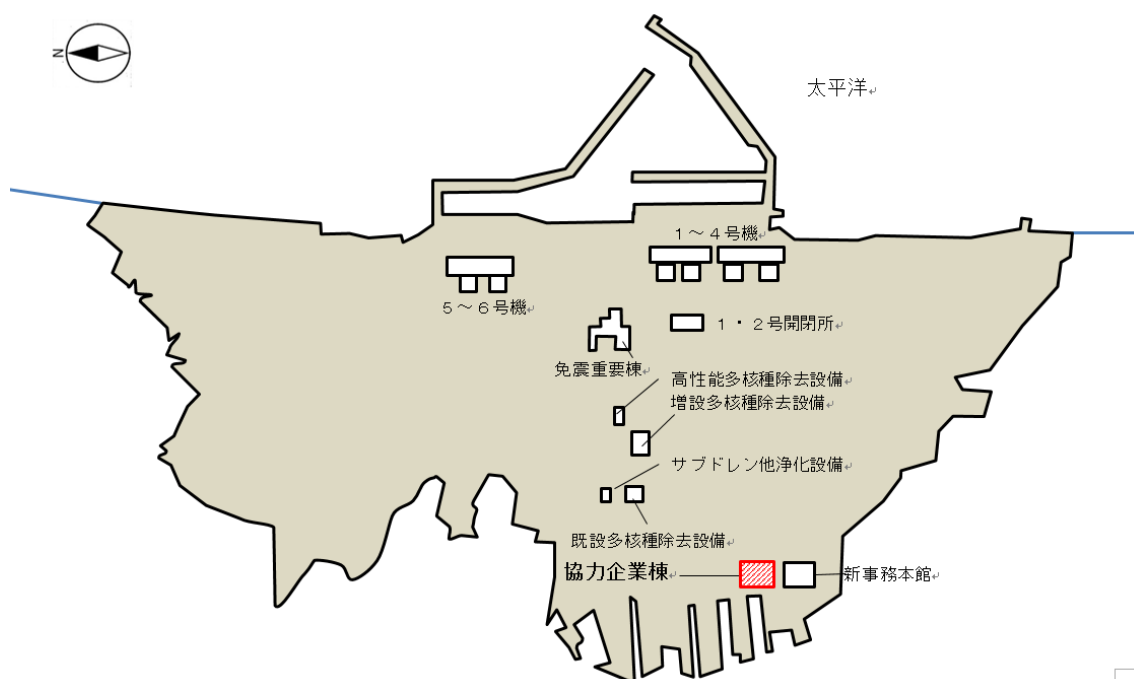 N
太平洋
1～4号機
5～6号機
1・2号開閉所
免震重要棟
高性能多核種除去設備
増設多核種除去設備
サブドレン他浄化設備
既設多核種除去設備
協力企業棟
新事務本館